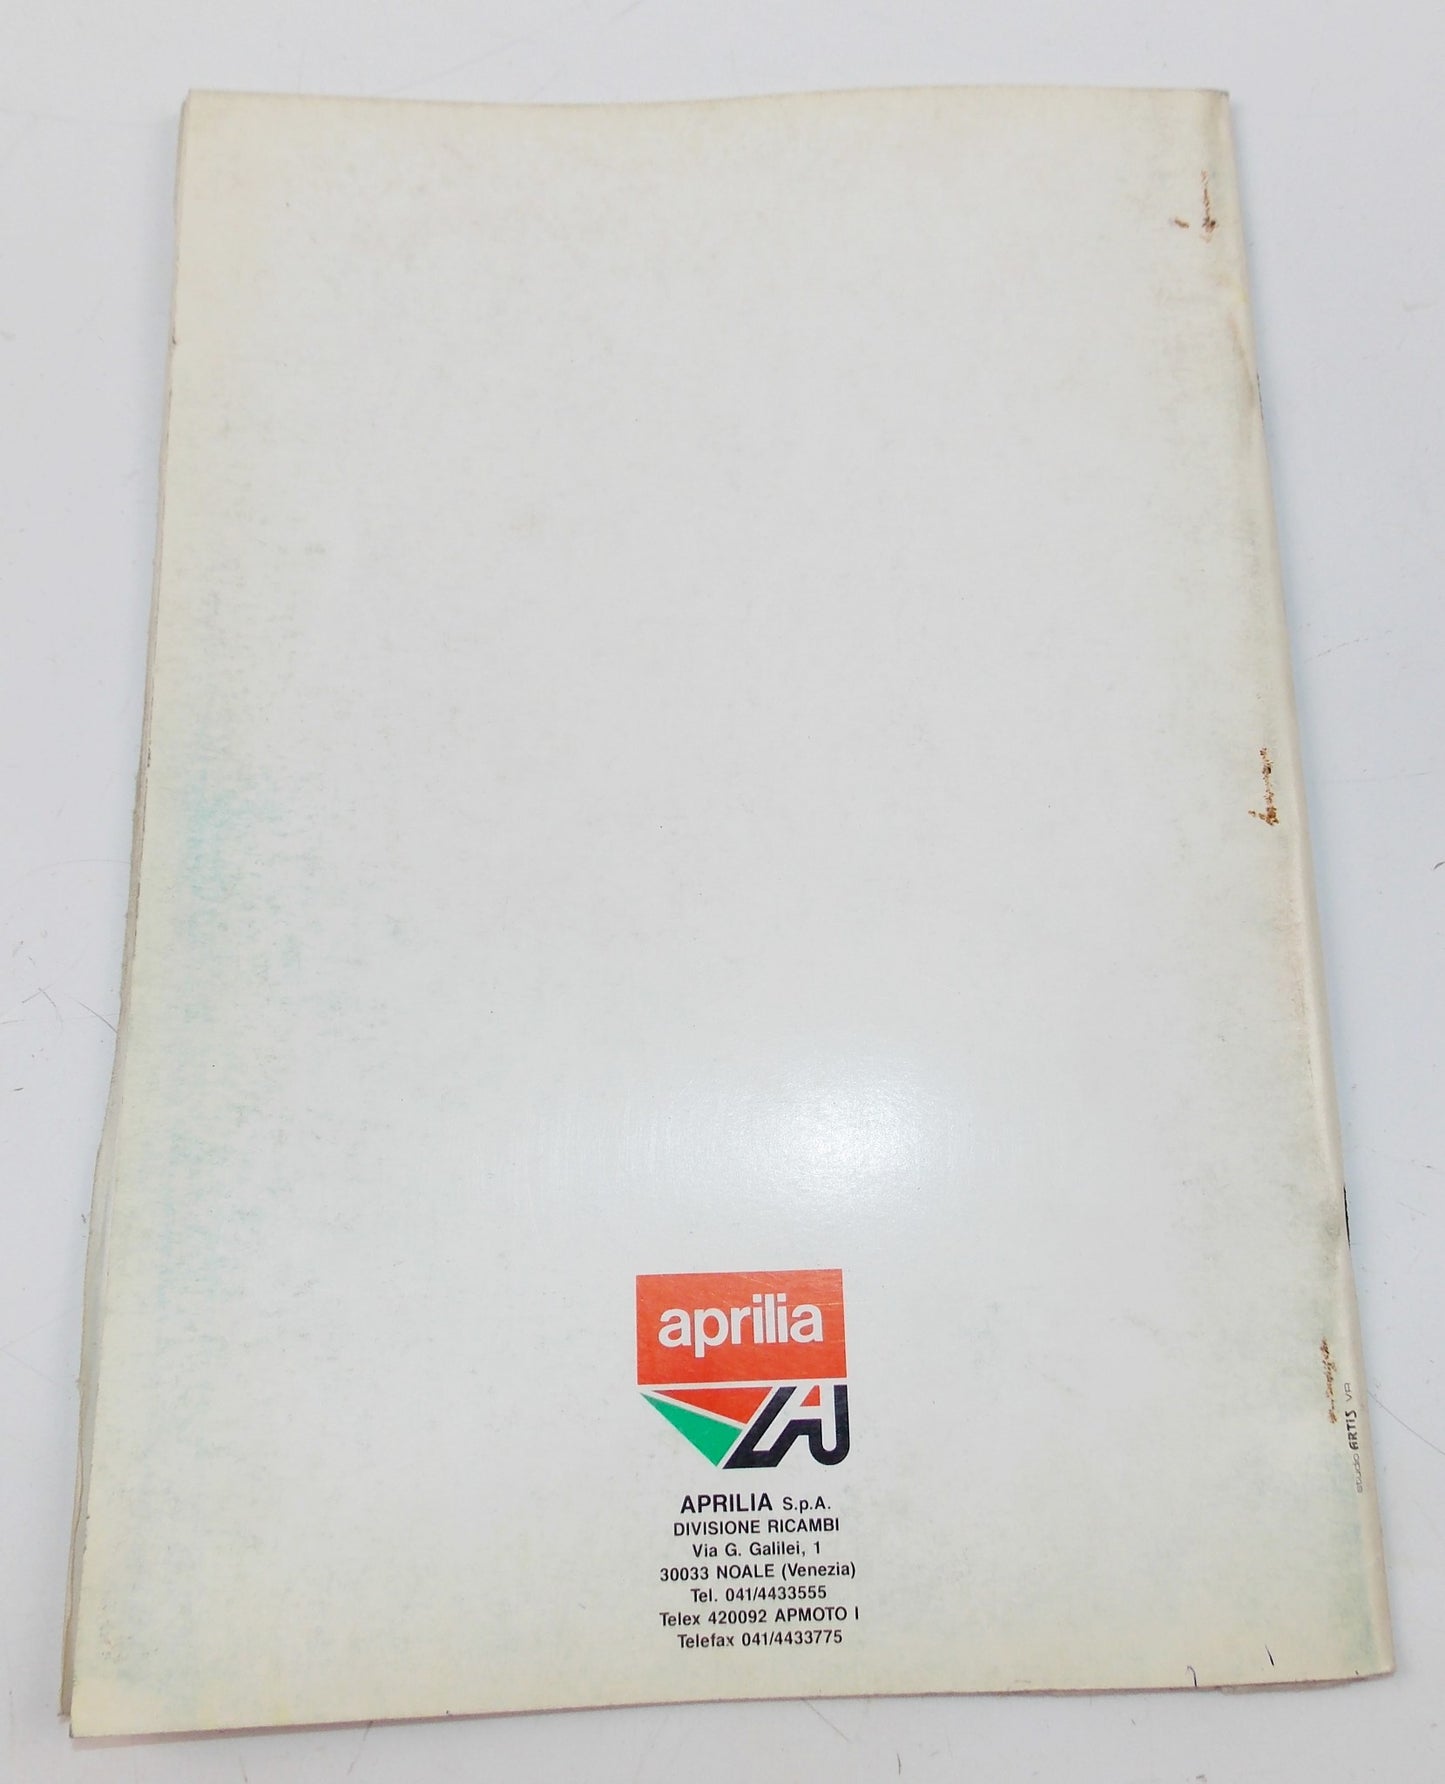 aprilia
APRILIA S.p.A.
DIVISIONE RICAMBI
Via G. Galilei, 1
30033 NOALE (Venezia)
Tel. 041/4433555
Telex 420092 APMOTO I
Telefax 041/4433775
studio ARTIS VR